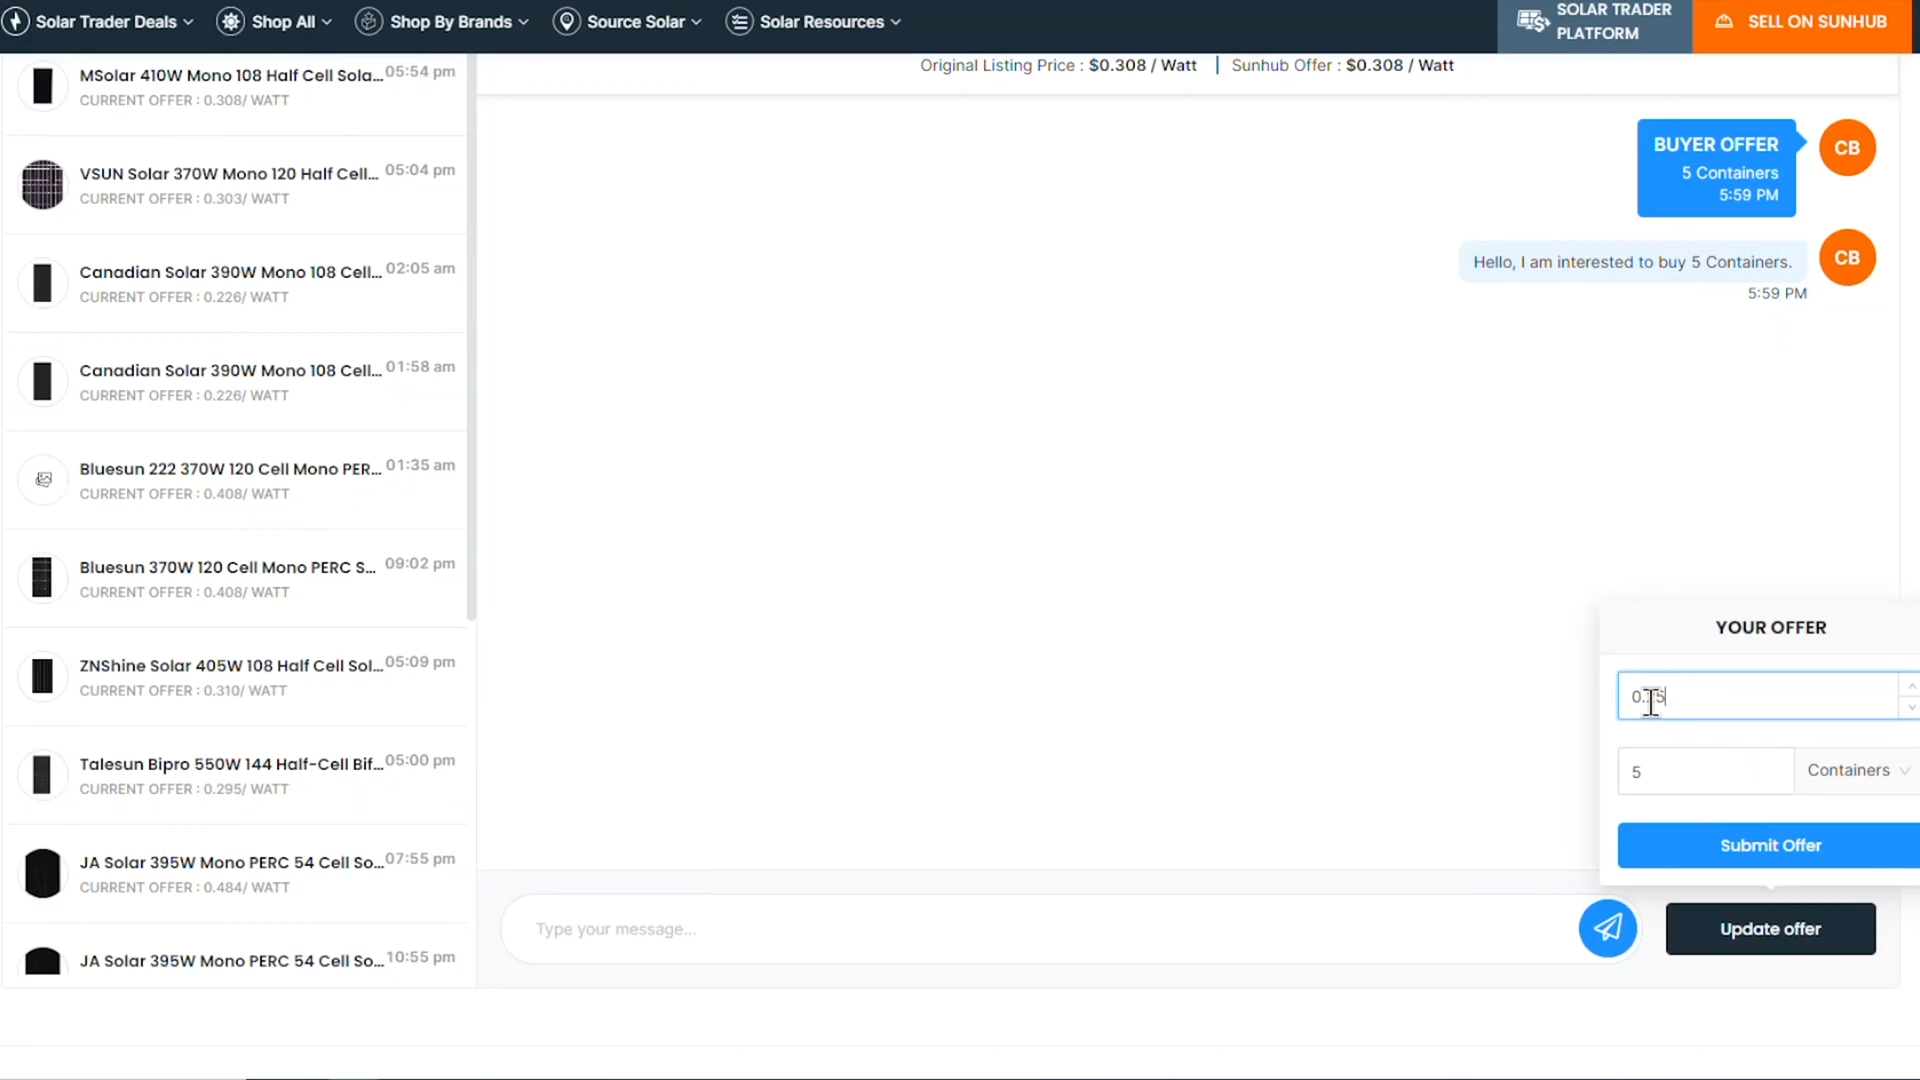 Solar Trader Deals
Shop All
Shop By Brands
Source Solar
Solar Resources
SOLAR TRADER
PLATFORM
SELL ON SUNHUB
MSolar 410W Mono 108 Half Cell Sola... 05:54 pm
CURRENT OFFER : 0.308/ WATT
VSUN Solar 370W Mono 120 Half Cell... 05:04 pm
CURRENT OFFER : 0.303/ WATT
Canadian Solar 390W Mono 108 Cell... 02:05 am
CURRENT OFFER : 0.226/ WATT
Canadian Solar 390W Mono 108 Cell... 01:58 am
CURRENT OFFER : 0.226/ WATT
Bluesun 222 370W 120 Cell Mono PER... 01:35 am
CURRENT OFFER : 0.408/ WATT
Bluesun 370W 120 Cell Mono PERC S... 09:02 pm
CURRENT OFFER : 0.408/ WATT
ZNShine Solar 405W 108 Half Cell Sol... 05:09 pm
CURRENT OFFER : 0.310/ WATT
Talesun Bipro 550W 144 Half-Cell Bif... 05:00 pm
CURRENT OFFER : 0.295/ WATT
JA Solar 395W Mono PERC 54 Cell So... 07:55 pm
CURRENT OFFER : 0.484/ WATT
JA Solar 395W Mono PERC 54 Cell So... 10:55 pm
Original Listing Price : $0.308 / Watt | Sunhub Offer : $0.308 / Watt
BUYER OFFER
5 Containers
5:59 PM
CB
Hello, I am interested to buy 5 Containers.
CB
5:59 PM
YOUR OFFER
5 Containers
Submit Offer
Type your message...
Update offer